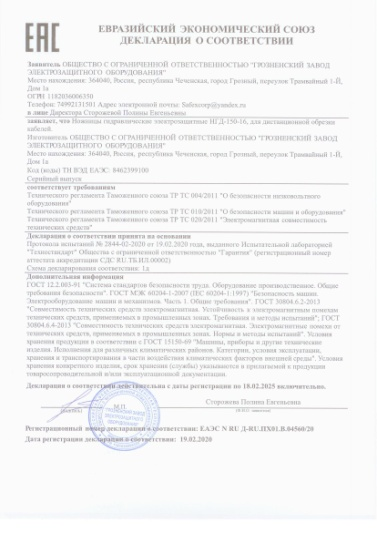 ЕАС
ЕВРАЗИЙСКИЙ ЭКОНОМИЧЕСКИЙ СОЮЗ
ДЕКЛАРАЦИЯ О СООТВЕТСТВИИ
Заявитель ОБЩЕСТВО С ОГРАНИЧЕННОЙ ОТВЕТСТВЕННОСТЬЮ "ГРОЗНЕНСКИЙ ЗАВОД
ЭЛЕКТРОЗАЩИТНОГО ОБОРУДОВАНИЯ"
Место нахождения: 364040, Россия, республика Чеченская, город Грозный, переулок Трамвайный 1-Й,
Дом 1а
ОГРН 1182036006350
Телефон: 74992131501 Адрес электронной почты: Safezcorp@yandex.ru
в лице Директора Сторожевой Полины Евгеньевны
заявляет, что Ножницы гидравлические электрозащитные НГД-150-16, для дистанционной обрезки
кабелей
Изготовитель ОБЩЕСТВО С ОГРАНИЧЕННОЙ ОТВЕТСТВЕННОСТЬЮ "ГРОЗНЕНСКИЙ ЗАВОД
ЭЛЕКТРОЗАЩИТНОГО ОБОРУДОВАНИЯ"
Место нахождения: 364040, Россия, республика Чеченская, город Грозный, переулок Трамвайный 1-Й,
Дом 1а
Код (коды) ТН ВЭД ЕАЭС: 8462399100
Серийный выпуск
соответствует требованиям
Технического регламента Таможенного союза ТР ТС 004/2011 "О безопасности низковольтного
оборудования"
Технического регламента Таможенного союза ТР ТС 010/2011 "О безопасности машин и оборудования"
Технического регламента Таможенного союза ТР ТС 020/2011 "Электромагнитная совместимость
технических средств"
Декларация о соответствии принята на основании
Протокола испытаний № 2844-02-2020 от 19.02.2020 года, выданного Испытательной лабораторией
"Техностандарт" Общества с ограниченной ответственностью "Гарантия" (регистрационный номер
аттестата аккредитации СДС RU.ТБ.ИЛ.00002)
Схема декларирования соответствия: 1д
Дополнительная информация
ГОСТ 12.2.003-91 "Система стандартов безопасности труда. Оборудование производственное. Общие
требования безопасности". ГОСТ МЭК 60204-1-2007 (IEC 60204-1:1997) "Безопасность машин.
Электрооборудование машин и механизмов. Часть 1. Общие требования". ГОСТ 30804.6.2-2013
"Совместимость технических средств электромагнитная. Устойчивость к электромагнитным помехам
технических средств, применяемых в промышленных зонах. Требования и методы испытаний"; ГОСТ
30804.6.4-2013 "Совместимость технических средств электромагнитная. Электромагнитные помехи от
технических средств, применяемых в промышленных зонах. Нормы и методы испытаний". Условия
хранения продукции в соответствии с ГОСТ 15150-69 "Машины, приборы и другие технические
изделия. Исполнения для различных климатических районов. Категории, условия эксплуатации,
хранения и транспортирования в части воздействия климатических факторов внешней среды". Условия
хранения конкретного изделия, срок хранения (службы) указываются в прилагаемой к продукции
товаросопроводительной и/или эксплуатационной документации.
Декларация о соответствии действительна с даты регистрации по 18.02.2025 включительно.
Сторожева Полина Евгеньевна
М.П.
Регистрационный номер декларации о соответствии: ЕАЭС N RU Д-RU.ПХ01.В.04560/20
Дата регистрации декларации о соответствии: 19.02.2020